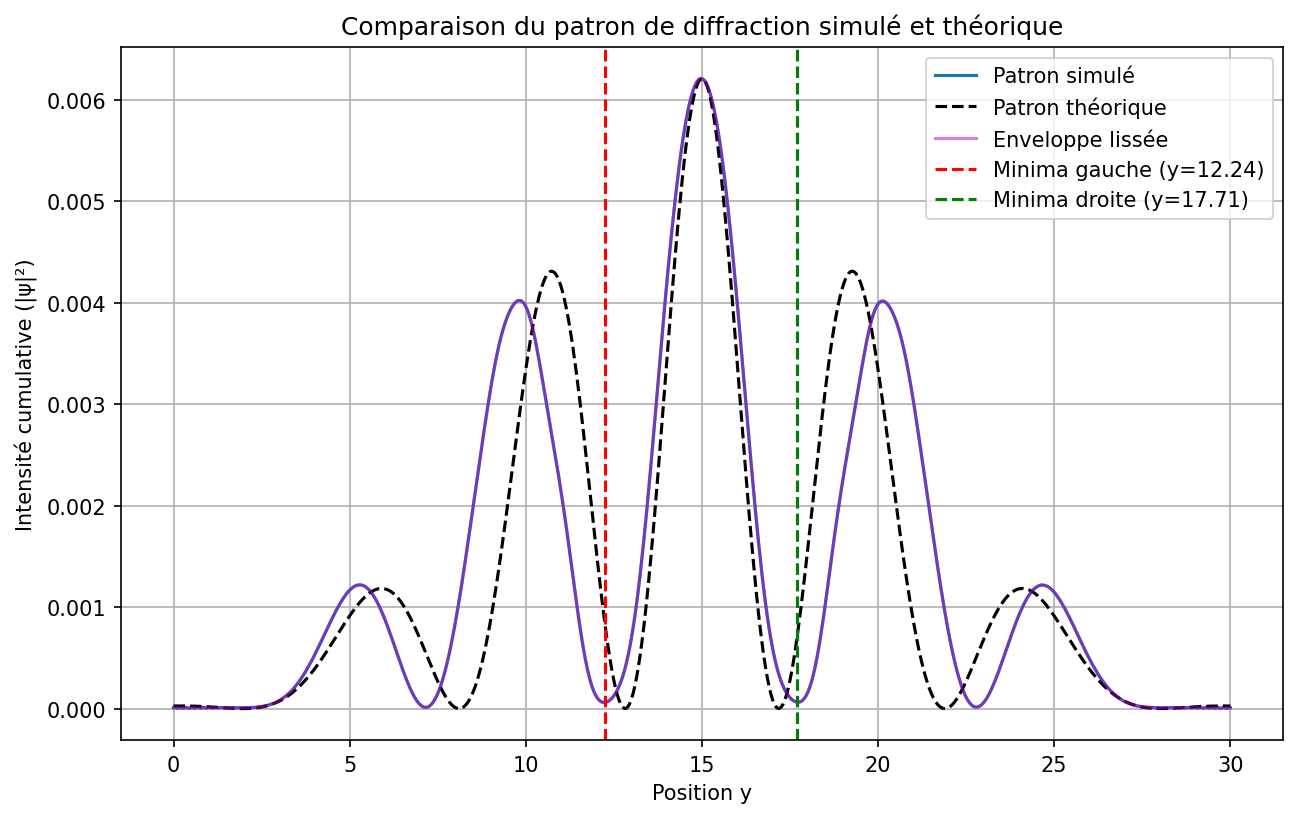 Comparaison du patron de diffraction simulé et théorique
Patron simulé
Patron théorique
Enveloppe lissée
Minima gauche (y=12.24)
Minima droite (y=17.71)
Intensité cumulative (|ψ|²)
0.006
0.005
0.004
0.003
0.002
0.001
0.000
0 5 10 15 20 25 30
Position y